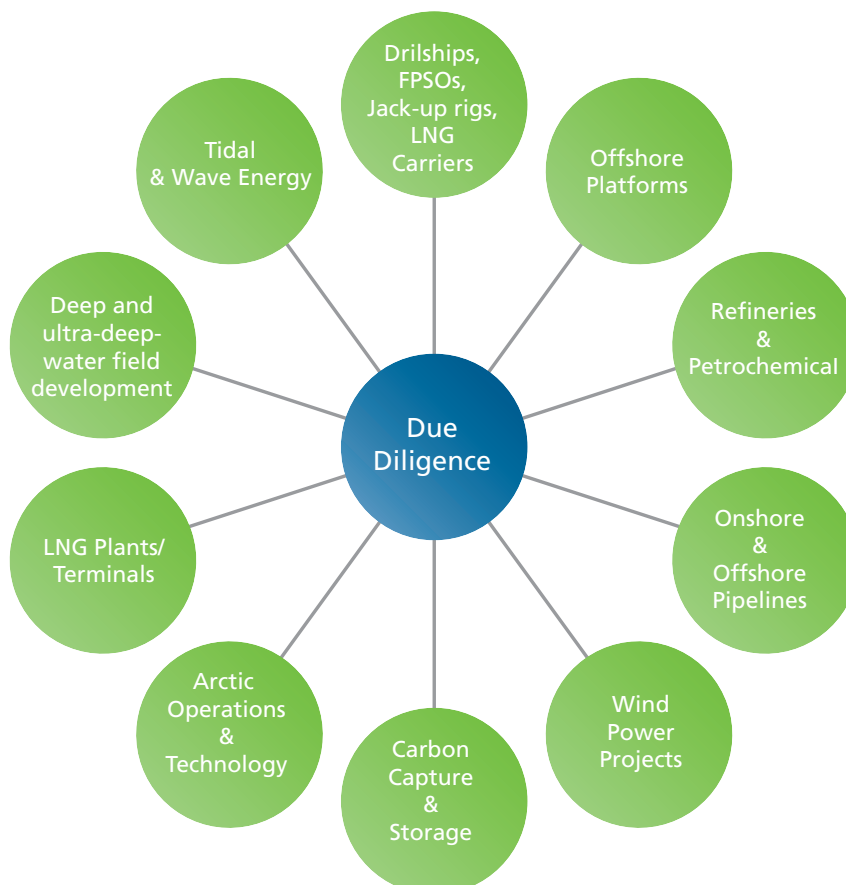 Drilships,
FPSOs,
Jack-up rigs,
LNG
Carriers
Offshore
Platforms
Refineries
&
Petrochemical
Onshore
&
Offshore
Pipelines
Wind
Power
Projects
Carbon
Capture
&
Storage
Arctic
Operations
&
Technology
LNG Plants/
Terminals
Deep and
ultra-deep-
water field
development
Tidal
& Wave Energy
Due
Diligence